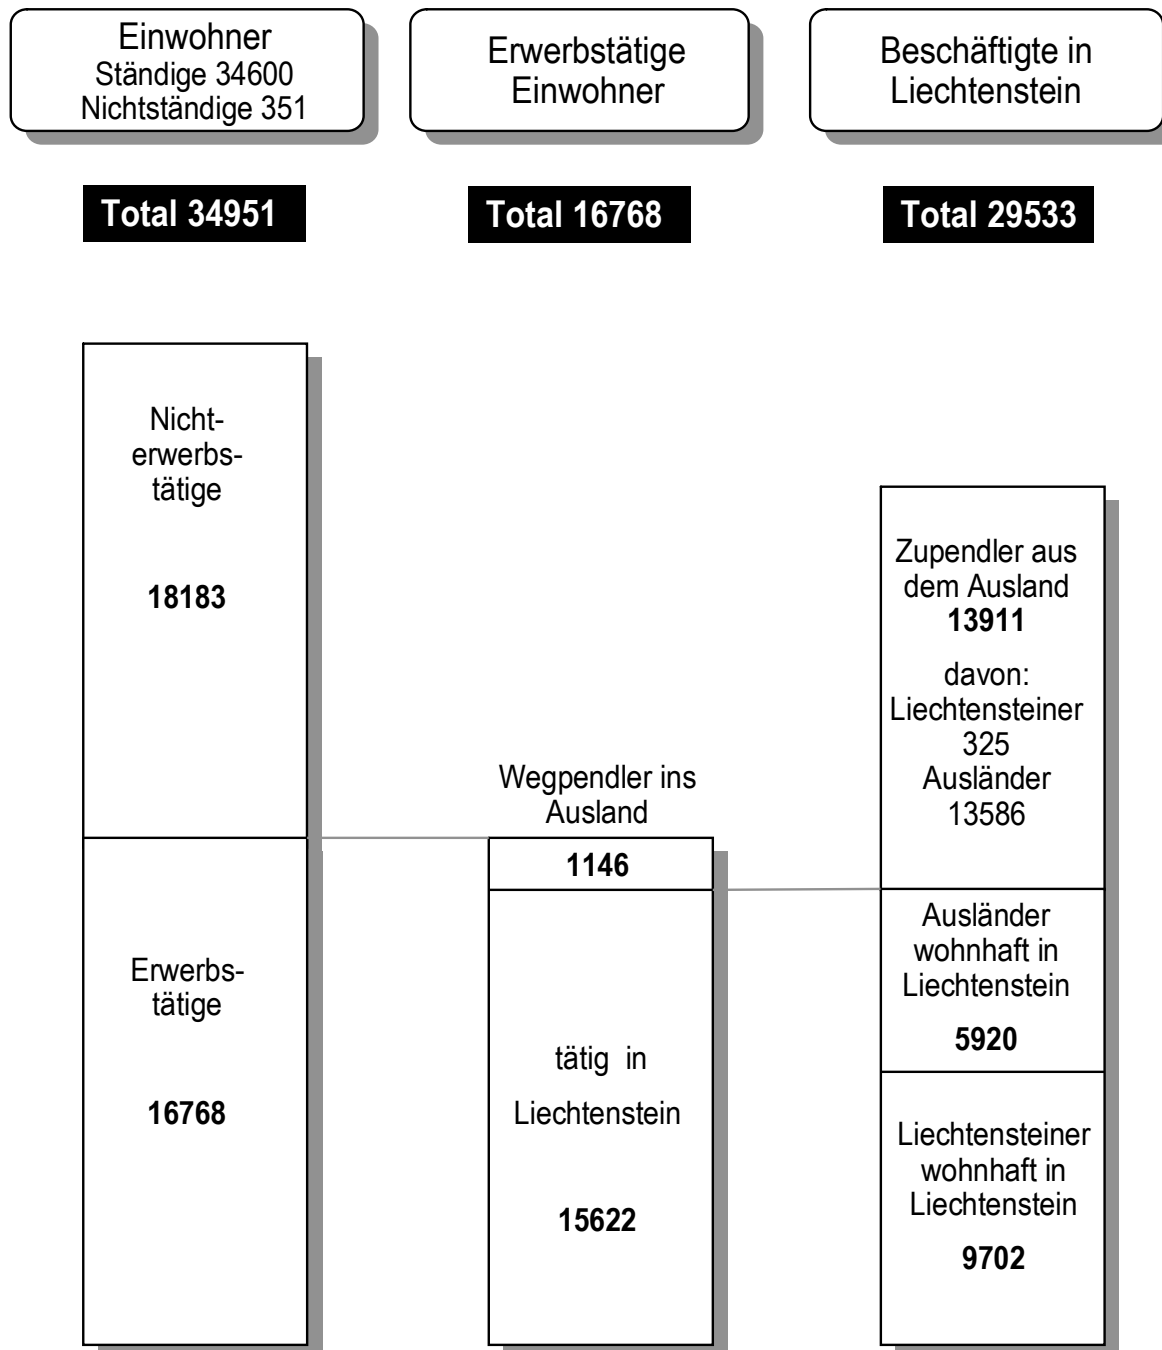 Einwohner
Ständige 34600
Nichtständige 351
Erwerbstätige
Einwohner
Beschäftigte in
Liechtenstein
Total 34951
Total 16768
Total 29533
Nicht-
erwerbs-
tätige
18183
Erwerbs-
tätige
16768
Wegpendler ins
Ausland
1146
tätig in
Liechtenstein
15622
Zupendler aus
dem Ausland
13911
davon:
Liechtensteiner
325
Ausländer
13586
Ausländer
wohnhaft in
Liechtenstein
5920
Liechtensteiner
wohnhaft in
Liechtenstein
9702